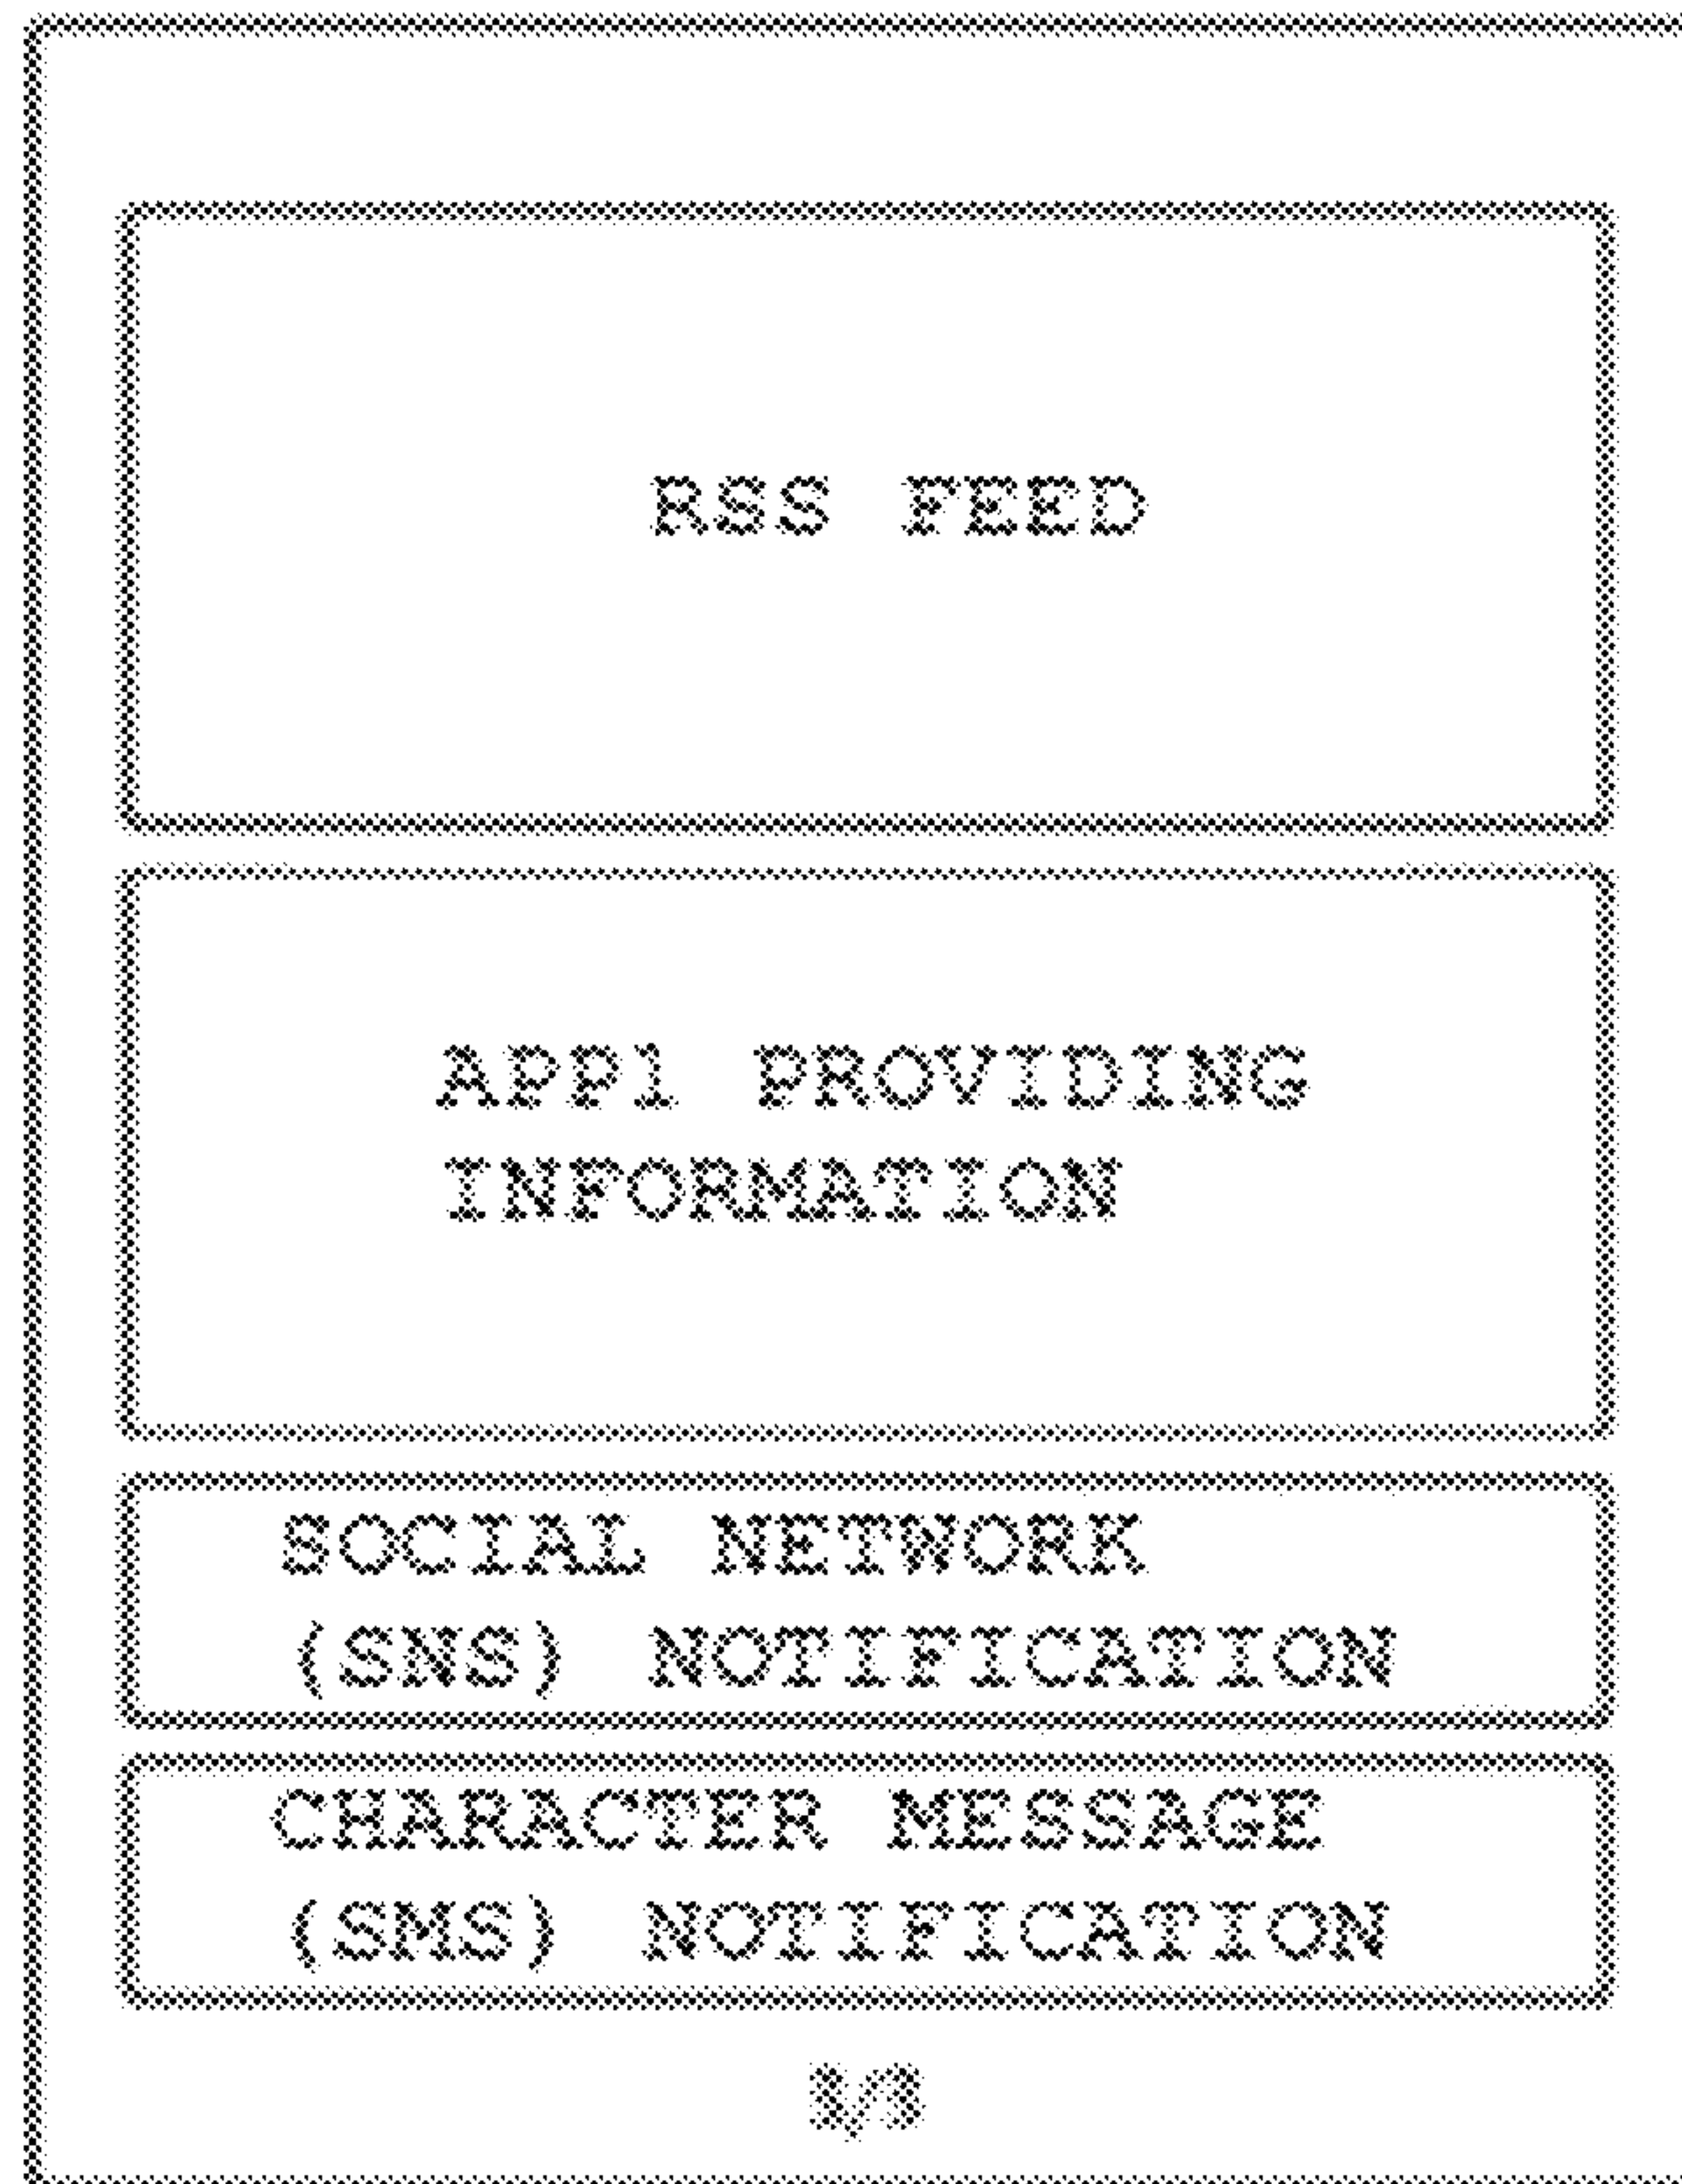 RSS FEED
APP1 PROVIDING
INFORMATION
SOCIAL NETWORK
(SNS) NOTIFICATION
CHARACTER MESSAGE
(SMS) NOTIFICATION